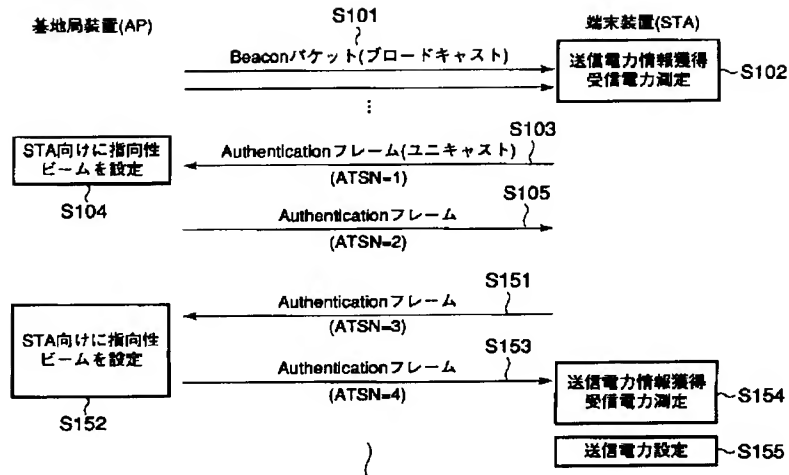 S101
基地局装置(AP)
端末装置(STA)
Beaconパケット(ブロードキャスト)
送信電力情報獲得
受信電力測定
S102
S103
STA向けに指向性
ビームを設定
Authenticationフレーム(ユニキャスト)
(ATSN=1)
S104
S105
Authenticationフレーム
(ATSN=2)
S151
Authenticationフレーム
(ATSN=3)
STA向けに指向性
ビームを設定
S153
Authenticationフレーム
(ATSN=4)
送信電力情報獲得
受信電力測定
S154
S152
送信電力設定
S155